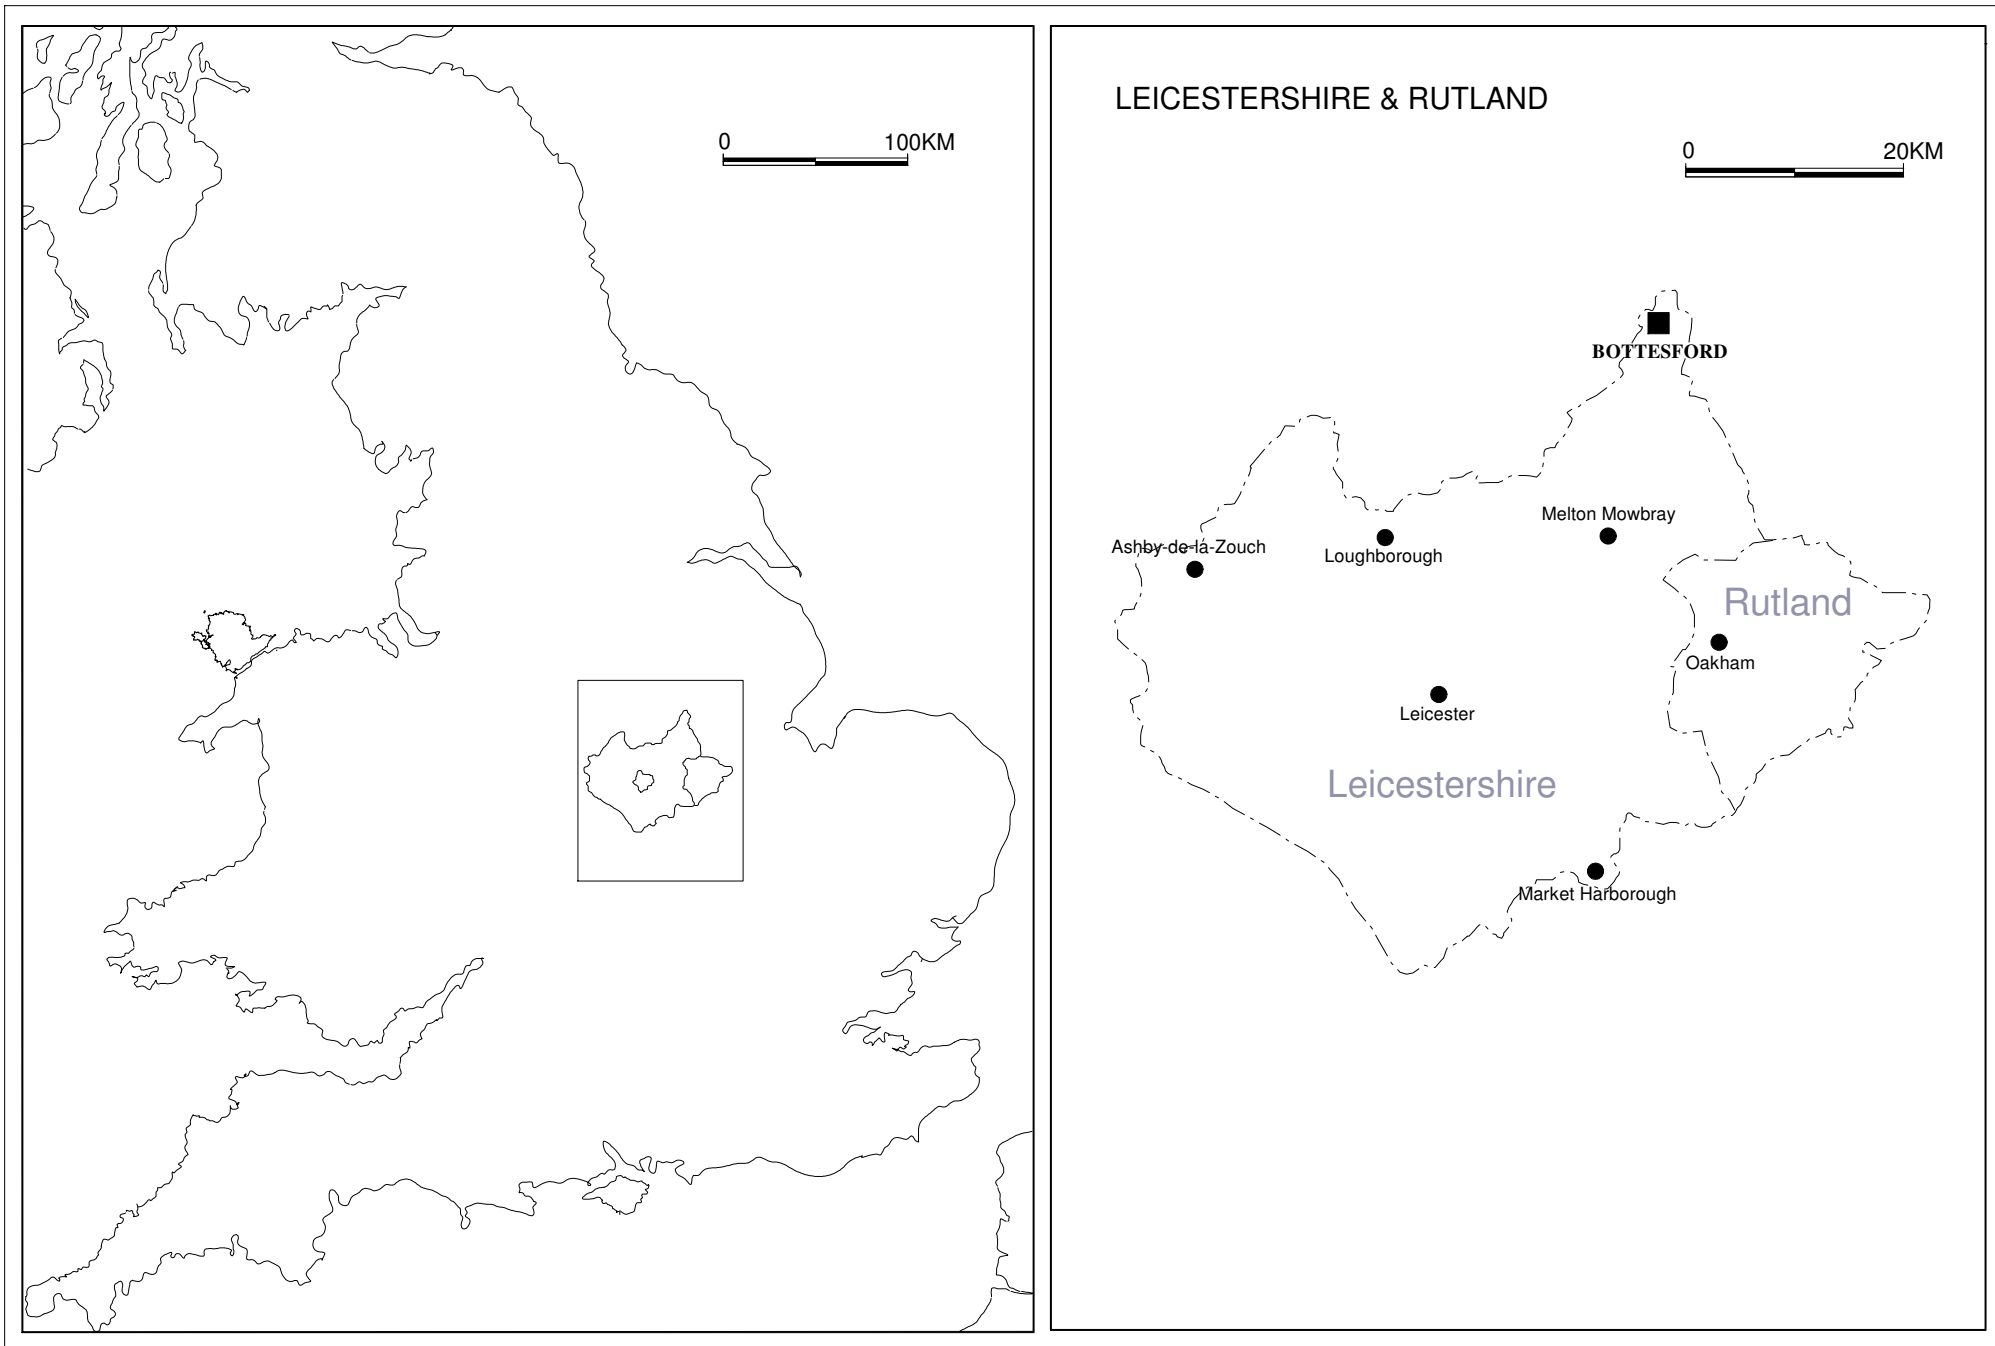 0 100KM
LEICESTERSHIRE & RUTLAND
0 20KM
BOTTESFORD
Melton Mowbray
Ashby-de-la-Zouch
Loughborough
Rutland
Oakham
Leicester
Leicestershire
Market Harborough